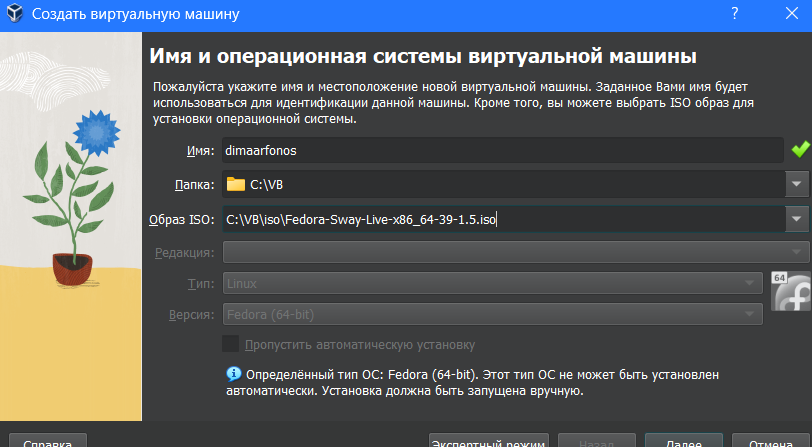 Создать виртуальную машину
?
Имя и операционная системы виртуальной машины
Пожалуйста укажите имя и местоположение новой виртуальной машины. Заданное Вами имя будет
использоваться для идентификации данной машины. Кроме того, вы можете выбрать ISO образ для
установки операционной системы.
Имя: dimaarfonos
Папка: C:\VB
Образ ISO: C:\VB\iso\Fedora-Sway-Live-x86_64-39-1.5.iso
Редакция:
Тип: Linux
64
Версия: Fedora (64-bit)
Пропустить автоматическую установку
Определённый тип ОС: Fedora (64-bit). Этот тип ОС не может быть установлен
автоматически. Установка должна быть запущена вручную.
Справка Экспертный режим Назад Далее Отмена